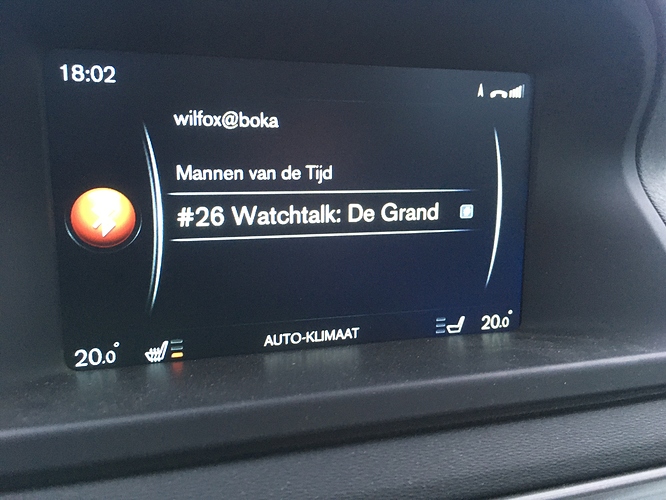 18:02
wilfox@boka
Mannen van de Tijd
#26 Watchtalk: De Grand
20.0°
AUTO-KLIMAAT
20.0°